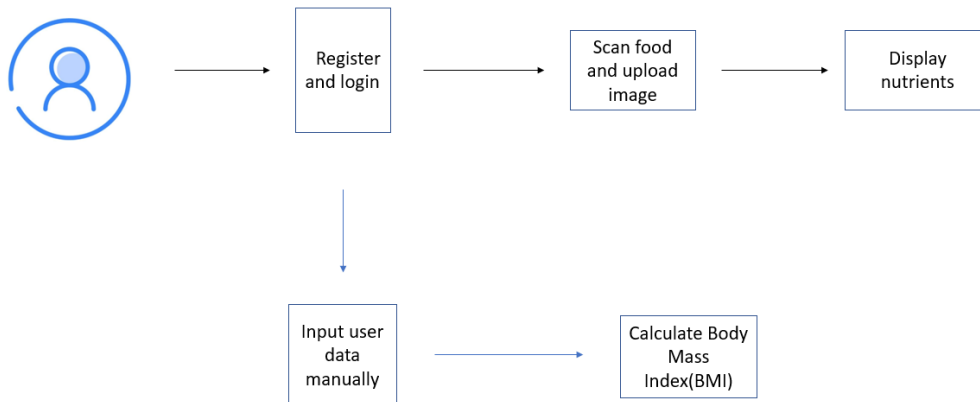 Register
and login
Scan food
and upload
image
Display
nutrients
Input user
data
manually
Calculate Body
Mass
Index(BMI)